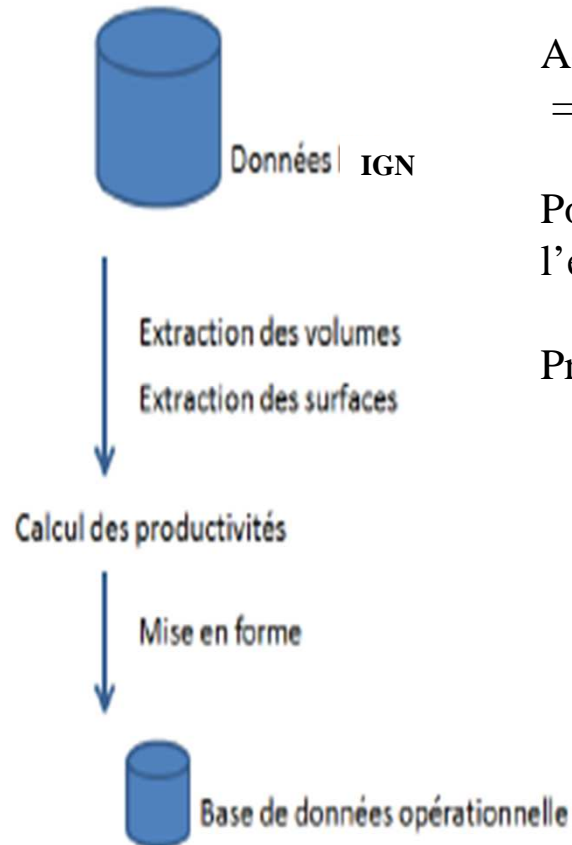 A
=
Données IGN
Po
l'e
Extraction des volumes
Pr
Extraction des surfaces
Calcul des productivités
Mise en forme
Base de données opérationnelle